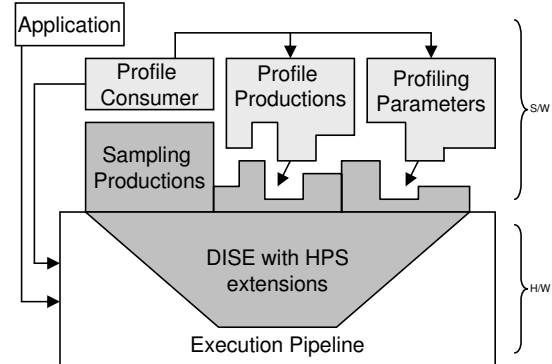 Application
Profile
Consumer
Profile
Productions
Profiling
Parameters
S/W
Sampling
Productions
DISE with HPS
extensions
H/W
Execution Pipeline